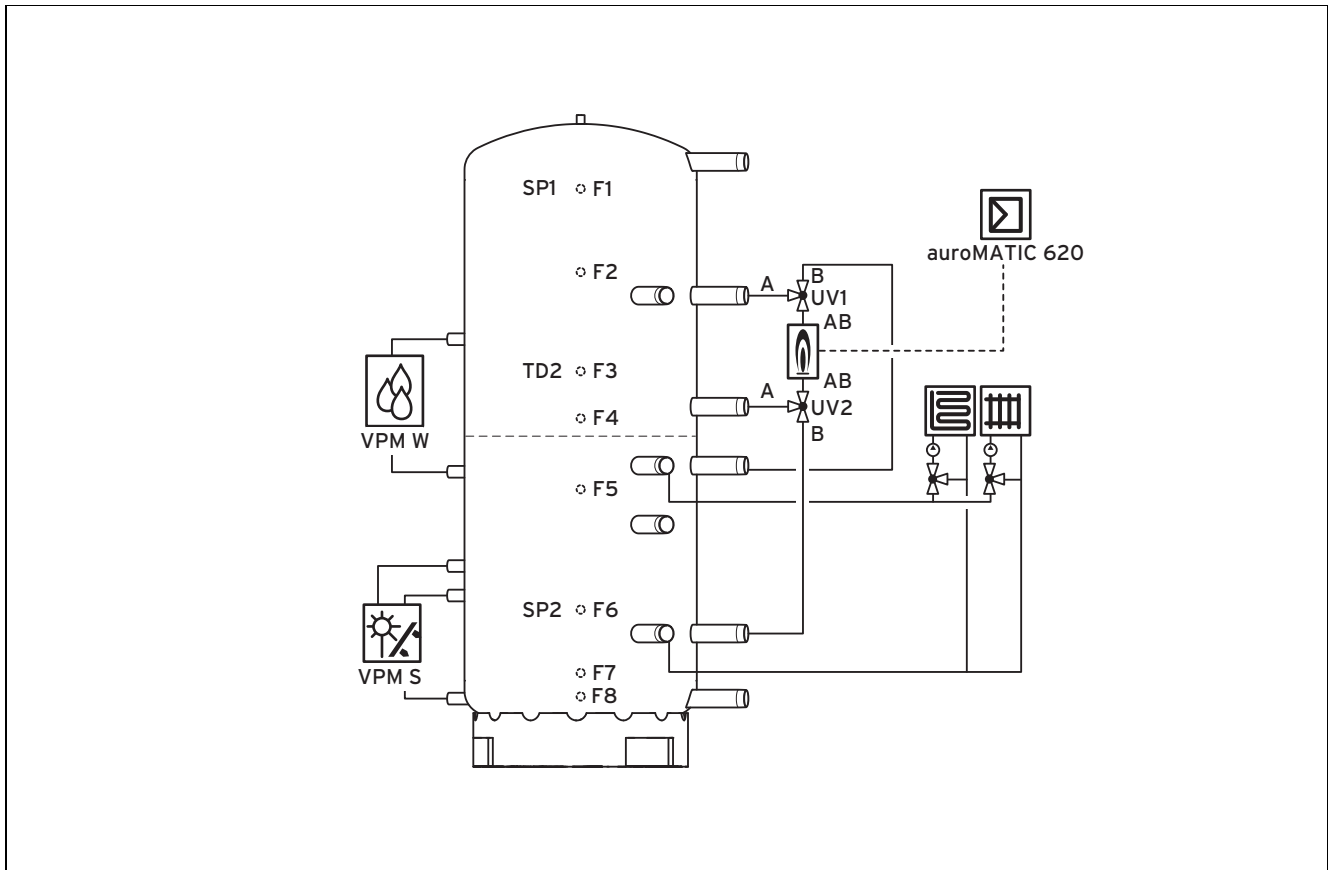 SP1 F1
F2
auroMATIC 620
A
B
UV1
AB
TD2 F3
AB
A
UV2
F4
B
VPM W
F5
SP2 F6
F7
VPM S
F8